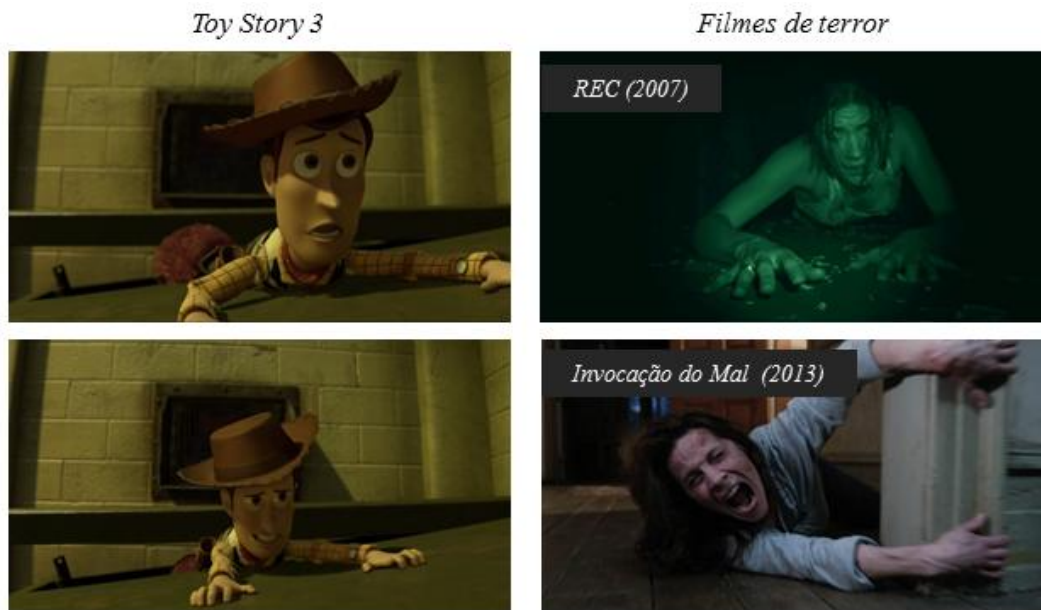 Toy Story 3
Filmes de terror
REC (2007)
Invocação do Mal (2013)